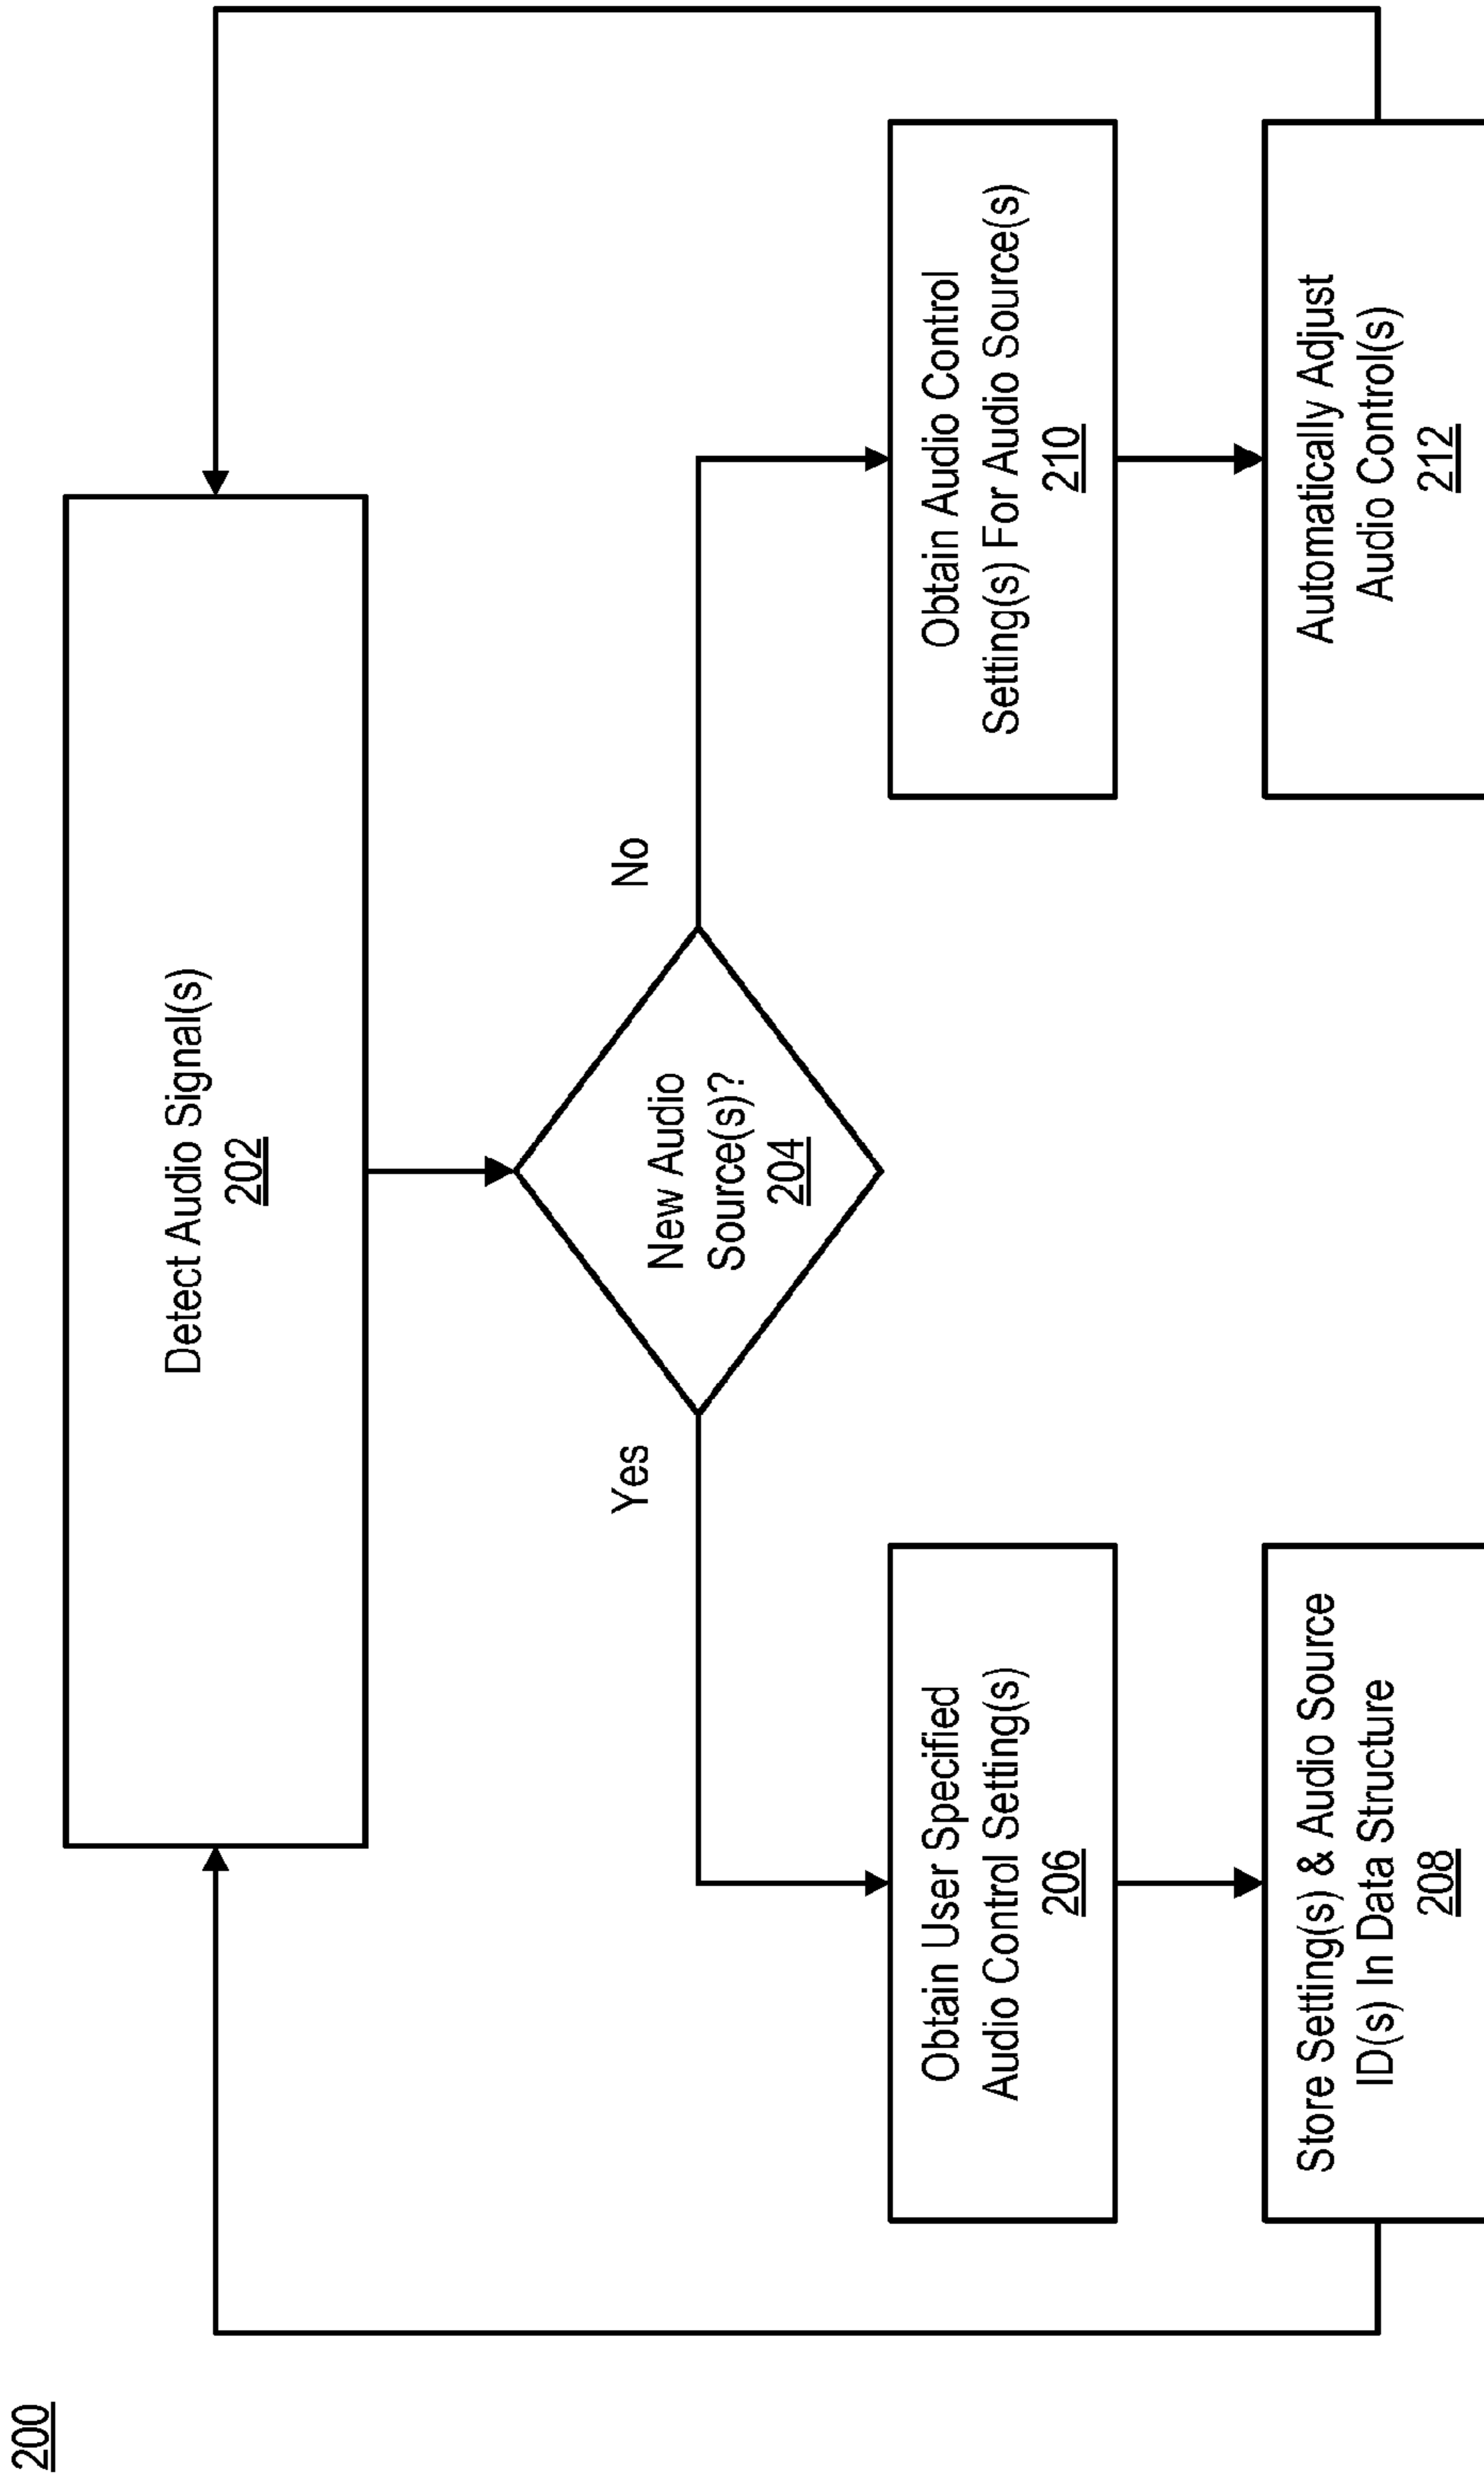 200
Detect Audio Signal(s)
202
New Audio
Source(s)?
204
Yes
No
Obtain User Specified
Audio Control Setting(s)
206
Store Setting(s) & Audio Source
ID(s) In Data Structure
208
Obtain Audio Control
Setting(s) For Audio Source(s)
210
Automatically Adjust
Audio Control(s)
212